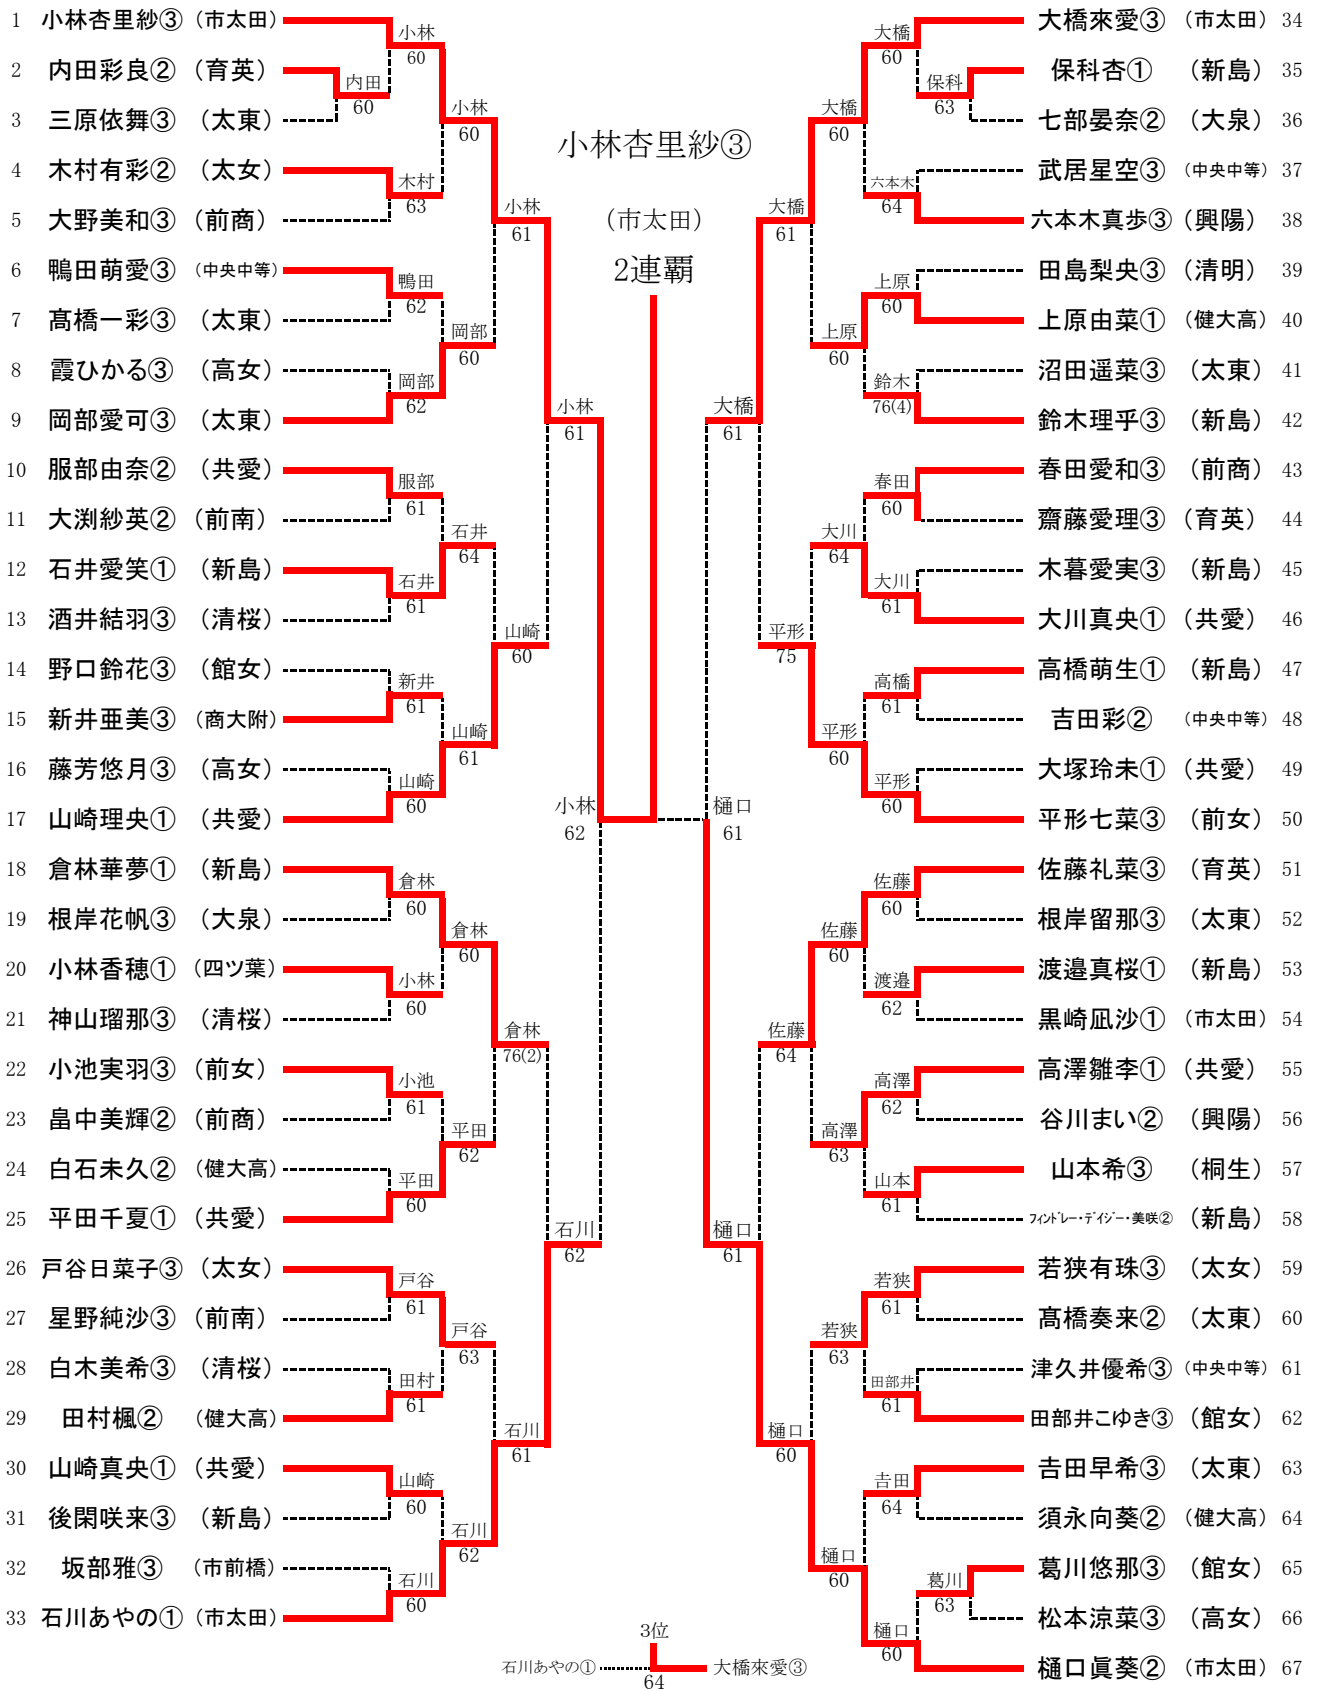 小林杏里紗③
（市太田）
2連覇
1 小林杏里紗③ （市太田）
2 内田彩良② （育英）
3 三原依舞③ （太東）
4 木村有彩② （太女）
5 大野美和③ （前商）
6 鴨田萌愛③ （中央中等）
7 髙橋一彩③ （太東）
8 霞ひかる③ （高女）
9 岡部愛可③ （太東）
10 服部由奈② （共愛）
11 大渕紗英② （前南）
12 石井愛笑① （新島）
13 酒井結羽③ （清桜）
14 野口鈴花③ （館女）
15 新井亜美③ （商大附）
16 藤芳悠月③ （高女）
17 山崎理央① （共愛）
18 倉林華夢① （新島）
19 根岸花帆③ （大泉）
20 小林香穂① （四ツ葉）
21 神山瑠那③ （清桜）
22 小池実羽③ （前女）
23 畠中美輝② （前商）
24 白石未久② （健大高）
25 平田千夏① （共愛）
26 戸谷日菜子③ （太女）
27 星野純沙③ （前南）
28 白木美希③ （清桜）
29 田村楓② （健大高）
30 山崎真央① （共愛）
31 後閑咲来③ （新島）
32 坂部雅③ （市前橋）
33 石川あやの① （市太田）
内田
60
小林
60
木村
63
鴨田
62
岡部
62
服部
61
石井
61
新井
61
山崎
60
倉林
60
小林
60
小池
61
平田
60
戸谷
61
田村
61
山崎
60
石川
60
小林
60
岡部
60
石井
64
山崎
61
倉林
60
平田
62
戸谷
63
石川
62
小林
61
山崎
60
倉林
76(2)
石川
61
小林
61
石川
62
小林
62
大橋來愛③ （市太田） 34
保科杏① （新島） 35
七部晏奈② （大泉） 36
武居星空③ （中央中等） 37
六本木真歩③ （興陽） 38
田島梨央③ （清明） 39
上原由菜① （健大高） 40
沼田遥菜③ （太東） 41
鈴木理乎③ （新島） 42
春田愛和③ （前商） 43
齋藤愛理③ （育英） 44
木暮愛実③ （新島） 45
大川真央① （共愛） 46
高橋萌生① （新島） 47
吉田彩② （中央中等） 48
大塚玲未① （共愛） 49
平形七菜③ （前女） 50
佐藤礼菜③ （育英） 51
根岸留那③ （太東） 52
渡邉真桜① （新島） 53
黒崎凪沙① （市太田） 54
高澤雛李① （共愛） 55
谷川まい② （興陽） 56
山本希③ （桐生） 57
フィンドレー・デイジー・美咲② （新島） 58
若狭有珠③ （太女） 59
髙橋奏来② （太東） 60
津久井優希③ （中央中等） 61
田部井こゆき③ （館女） 62
吉田早希③ （太東） 63
須永向葵② （健大高） 64
葛川悠那③ （館女） 65
松本涼菜③ （高女） 66
樋口眞葵② （市太田） 67
保科
63
葛川
63
大橋
60
六本木
64
上原
60
鈴木
76(4)
春田
60
大川
61
高橋
61
平形
60
佐藤
60
渡邉
62
高澤
62
山本
61
若狭
61
田部井
61
吉田
64
樋口
60
大橋
60
上原
60
大川
64
平形
60
佐藤
60
高澤
63
若狭
63
樋口
60
大橋
61
平形
75
佐藤
64
樋口
60
大橋
61
樋口
61
樋口
61
3位
石川あやの① 大橋來愛③
64